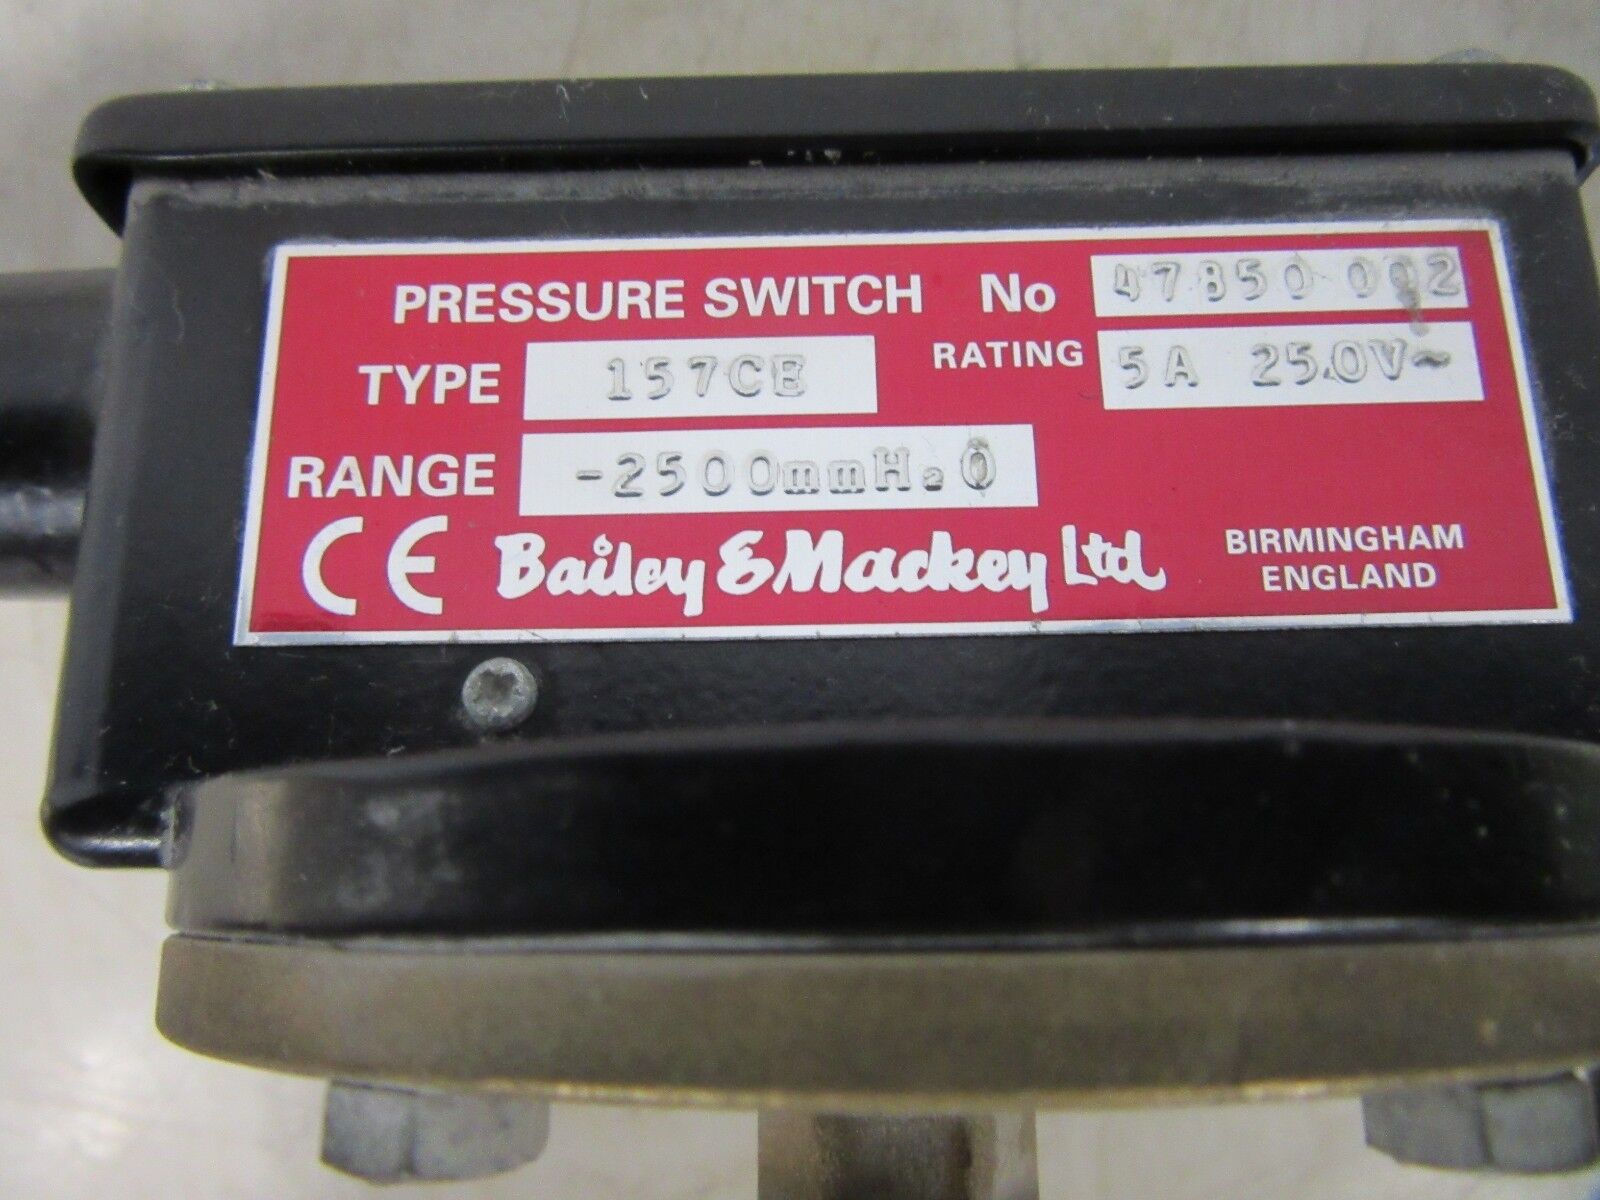 PRESSURE SWITCH No 47850 002
TYPE 157CE RATING 5A 250V~
RANGE -2500mmH₂O
CE Bailey & Mackey Ltd BIRMINGHAM
ENGLAND